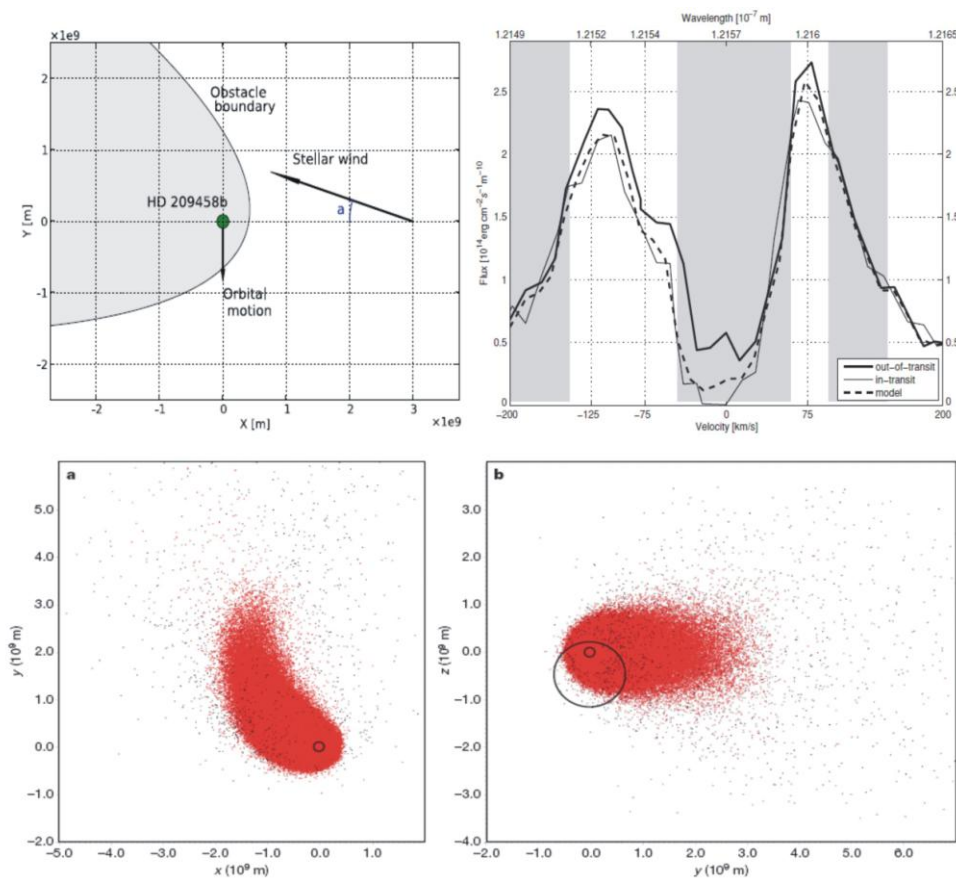 ×1e9
2
1
0
-1
-2
Y [m]
Obstacle
boundary
Stellar wind
HD 209458b
a
Orbital
motion
-2 -1 0 1 2 3
X [m] ×1e9
Wavelength [10⁻⁷ m]
1.2149 1.2152 1.2154 1.2157 1.216 1.2165
2.5
2
1.5
1
0.5
0
Flux [10¹⁴ erg cm⁻² s⁻¹ m⁻¹⁰]
2.5
2
1.5
1
0.5
0
out-of-transit
in-transit
model
-200 -125 -75 0 75 200
Velocity [km/s]
a
5.0
4.0
3.0
2.0
1.0
0.0
–1.0
–2.0
y (10⁹ m)
–5.0 –4.0 –3.0 –2.0 –1.0 0.0 1.0
x (10⁹ m)
b
3.0
2.0
1.0
0.0
–1.0
–2.0
–3.0
–4.0
z (10⁹ m)
–2.0 –1.0 0.0 1.0 2.0 3.0 4.0 5.0 6.0
y (10⁹ m)